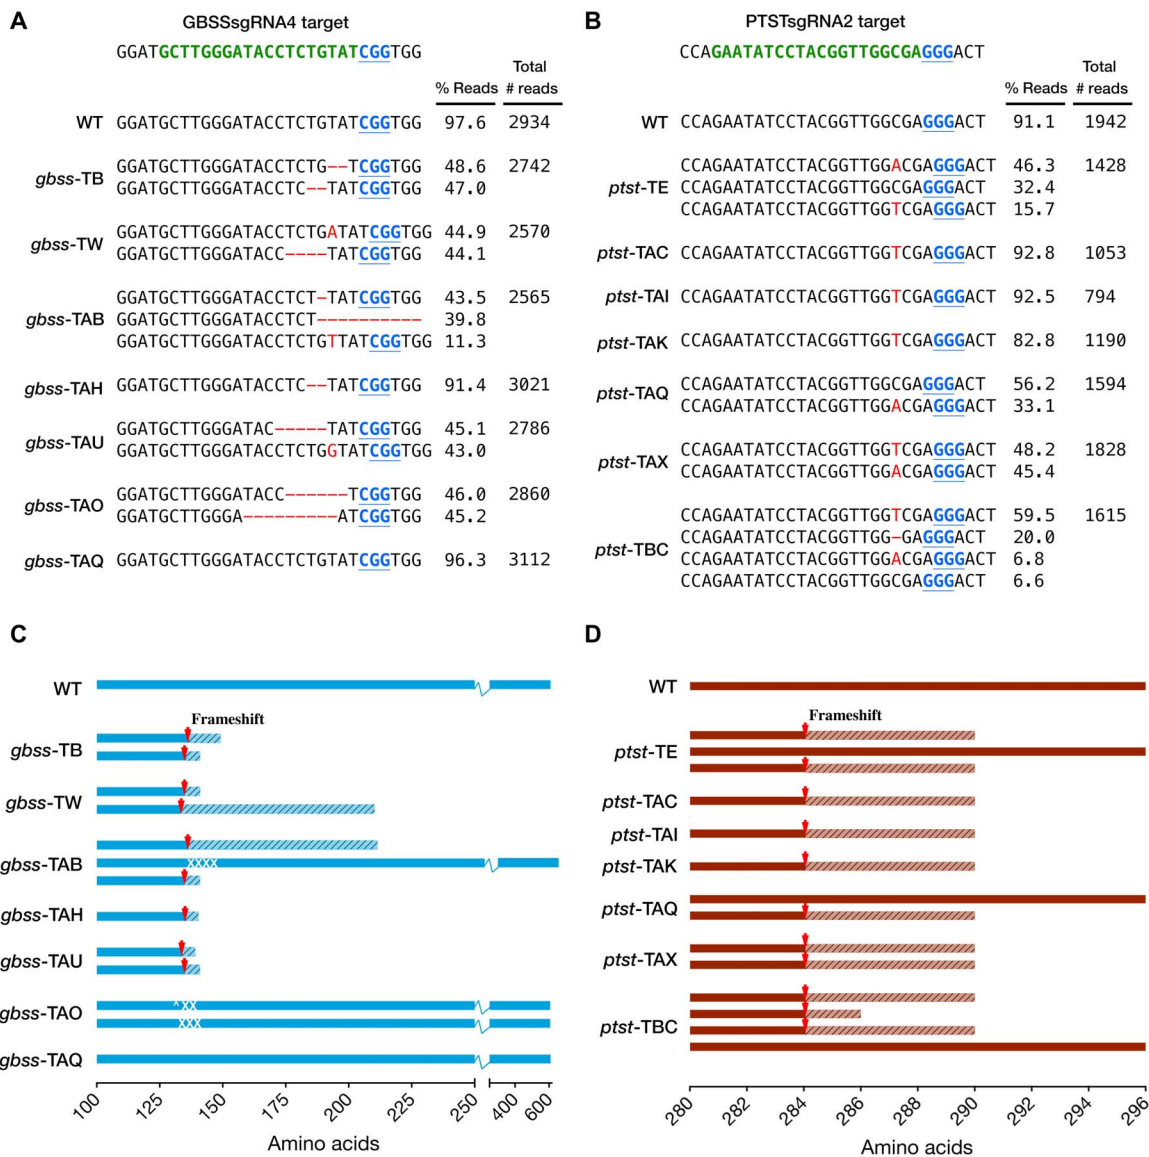 A
GBSSsgRNA4 target
GGATGCTTGGGATACCTCTGTATCGGTGG
% Reads
Total
# reads
WT GGATGCTTGGGATACCTCTGTATCGGTGG 97.6 2934
gbss-TB
GGATGCTTGGGATACCTCTG--TCGGTGG 48.6 2742
GGATGCTTGGGATACCTC--TATCGGTGG 47.0
gbss-TW
GGATGCTTGGGATACCTCTGATATCGGTGG 44.9 2570
GGATGCTTGGGATACC----TATCGGTGG 44.1
gbss-TAB
GGATGCTTGGGATACCTCT-TATCGGTGG 43.5 2565
GGATGCTTGGGATACCTCT---------- 39.8
GGATGCTTGGGATACCTCTGTTATCGGTGG 11.3
gbss-TAH GGATGCTTGGGATACCTC--TATCGGTGG 91.4 3021
gbss-TAU
GGATGCTTGGGATAC-----TATCGGTGG 45.1 2786
GGATGCTTGGGATACCTCTGGTATCGGTGG 43.0
gbss-TAO
GGATGCTTGGGATACC------TCGGTGG 46.0 2860
GGATGCTTGGGA---------ATCGGTGG 45.2
gbss-TAQ GGATGCTTGGGATACCTCTGTATCGGTGG 96.3 3112
B
PTSTsgRNA2 target
CCAGAATATCCTACGGTTGGCGAGGGACT
% Reads
Total
# reads
WT CCAGAATATCCTACGGTTGGCGAGGGACT 91.1 1942
ptst-TE
CCAGAATATCCTACGGTTGGACGAGGGACT 46.3 1428
CCAGAATATCCTACGGTTGGCGAGGGACT 32.4
CCAGAATATCCTACGGTTGGTCGAGGGACT 15.7
ptst-TAC CCAGAATATCCTACGGTTGGTCGAGGGACT 92.8 1053
ptst-TAI CCAGAATATCCTACGGTTGGTCGAGGGACT 92.5 794
ptst-TAK CCAGAATATCCTACGGTTGGTCGAGGGACT 82.8 1190
ptst-TAQ
CCAGAATATCCTACGGTTGGCGAGGGACT 56.2 1594
CCAGAATATCCTACGGTTGGACGAGGGACT 33.1
ptst-TAX
CCAGAATATCCTACGGTTGGTCGAGGGACT 48.2 1828
CCAGAATATCCTACGGTTGGACGAGGGACT 45.4
ptst-TBC
CCAGAATATCCTACGGTTGGTCGAGGGACT 59.5 1615
CCAGAATATCCTACGGTTGG-GAGGGACT 20.0
CCAGAATATCCTACGGTTGGACGAGGGACT 6.8
CCAGAATATCCTACGGTTGGCGAGGGACT 6.6
C
WT
Frameshift
gbss-TB
gbss-TW
gbss-TAB
XXXX
gbss-TAH
gbss-TAU
gbss-TAO
^XX
XXX
gbss-TAQ
100 125 150 175 200 225 250 400 600
Amino acids
D
WT
Frameshift
ptst-TE
ptst-TAC
ptst-TAI
ptst-TAK
ptst-TAQ
ptst-TAX
ptst-TBC
280 282 284 286 288 290 292 294 296
Amino acids